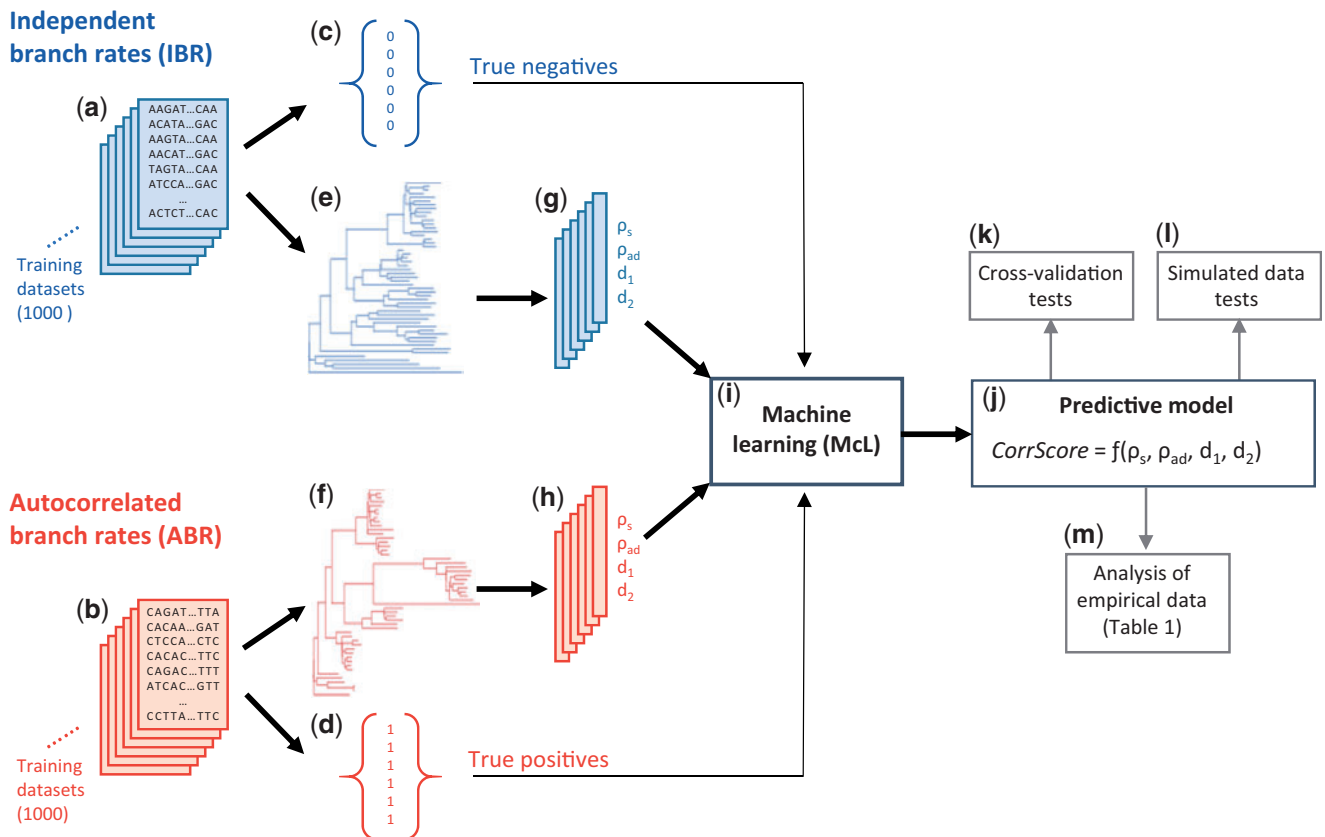 Independent
branch rates (IBR)
(a)
AAGAT...CAA
ACATA...GAC
AAGTA...CAA
AACAT...GAC
TAGTA...CAA
ATCCA...GAC
...
ACTCT...CAC
Training
datasets
(1000 )
(c)
0
0
0
0
0
0
True negatives
(e)
(g)
ρs
ρad
d1
d2
(i)
Machine
learning (McL)
(k)
Cross-validation
tests
(l)
Simulated data
tests
(j)
Predictive model
CorrScore = ƒ(ρs, ρad, d1, d2)
(m)
Analysis of
empirical data
(Table 1)
Autocorrelated
branch rates (ABR)
(b)
CAGAT...TTA
CACAA...GAT
CTCCA...CTC
CACAC...TTC
CAGAC...TTT
ATCAC...GTT
...
CCTTA...TTC
Training
datasets
(1000)
(f)
(h)
ρs
ρad
d1
d2
(d)
1
1
1
1
1
1
True positives